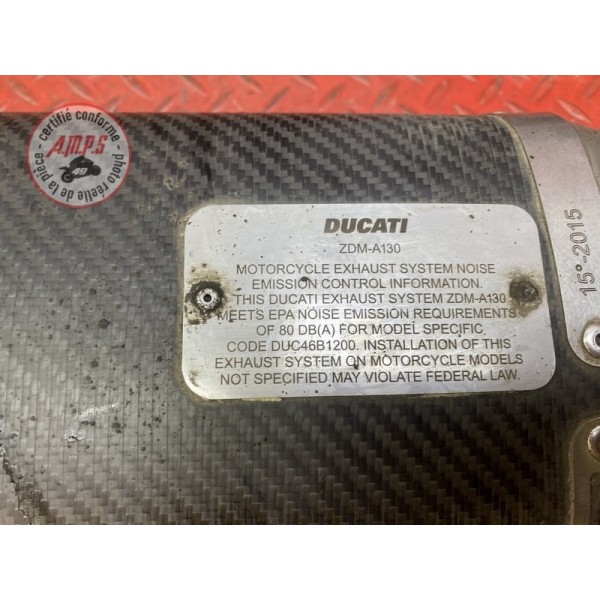 certifié conforme
A.M.P.S
49
photo réelle de la pièce
DUCATI
ZDM-A130
MOTORCYCLE EXHAUST SYSTEM NOISE
EMISSION CONTROL INFORMATION.
THIS DUCATI EXHAUST SYSTEM ZDM-A130
MEETS EPA NOISE EMISSION REQUIREMENTS
OF 80 DB(A) FOR MODEL SPECIFIC
CODE DUC46B1200. INSTALLATION OF THIS
EXHAUST SYSTEM ON MOTORCYCLE MODELS
NOT SPECIFIED MAY VIOLATE FEDERAL LAW.
15°-2015